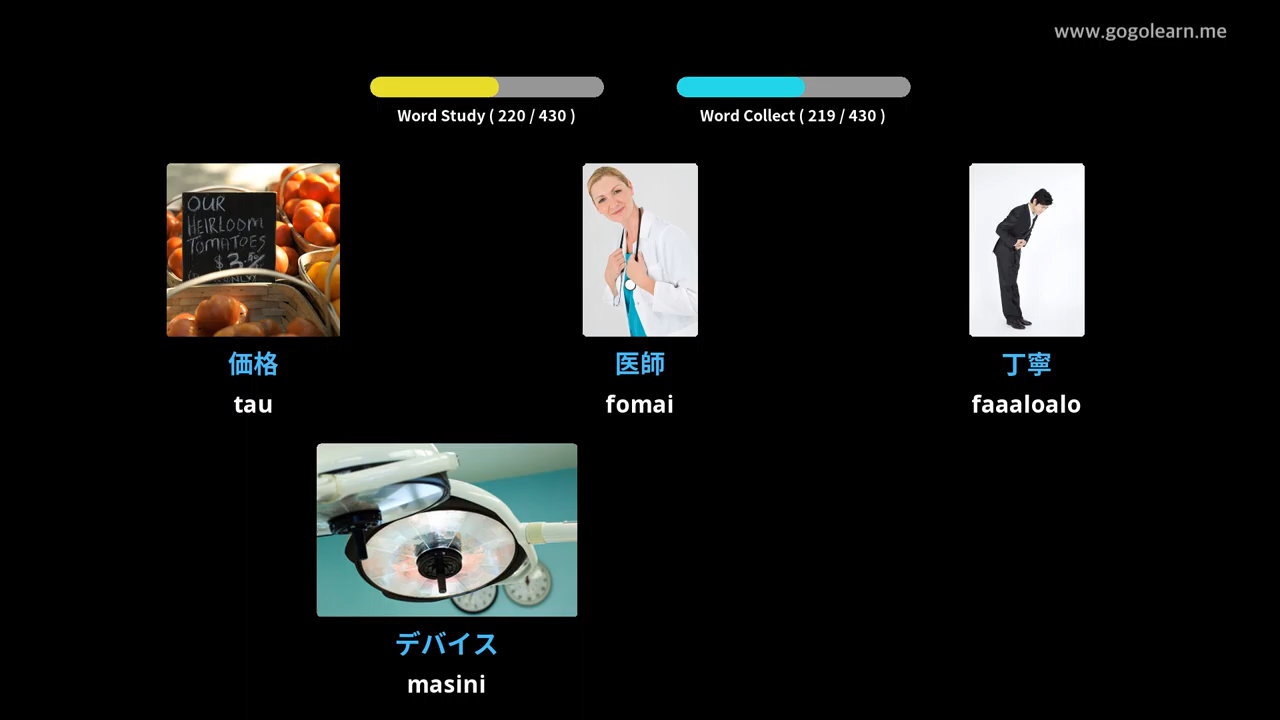 www.gogolearn.me
Word Study ( 220 / 430 )
Word Collect ( 219 / 430 )
OUR
HEIRLOOM
TOMATOES
価格
tau
医師
fomai
丁寧
faaaloalo
デバイス
masini